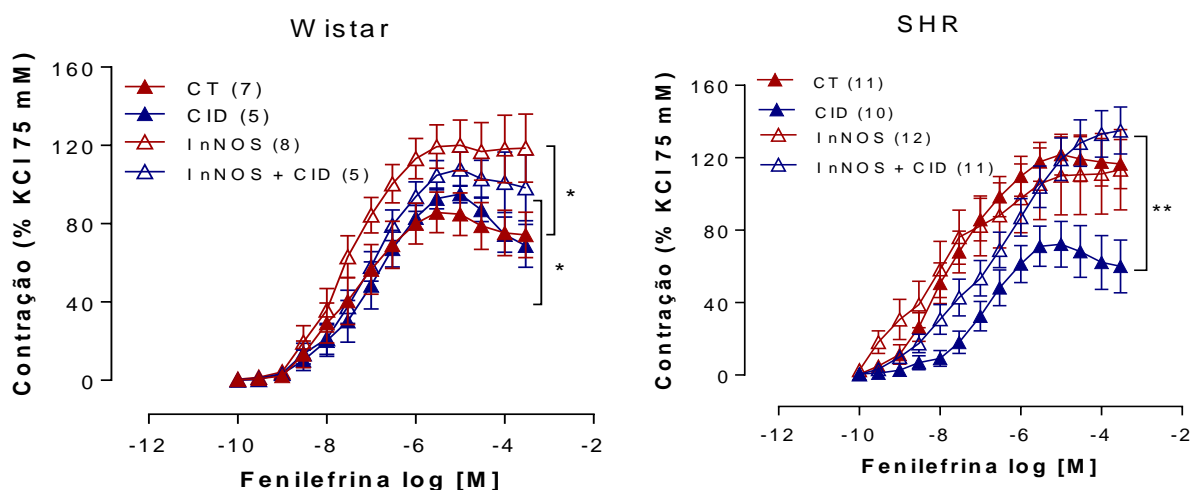 Wistar
Contração (% KCl 75 mM)
160
120
80
40
0
CT (7)
CID (5)
InNOS (8)
InNOS + CID (5)
*
*
-12 -10 -8 -6 -4 -2
Fenilefrina log [M]
SHR
Contração (% KCl 75 mM)
160
120
80
40
0
CT (11)
CID (10)
InNOS (12)
InNOS + CID (11)
**
-12 -10 -8 -6 -4 -2
Fenilefrina log [M]